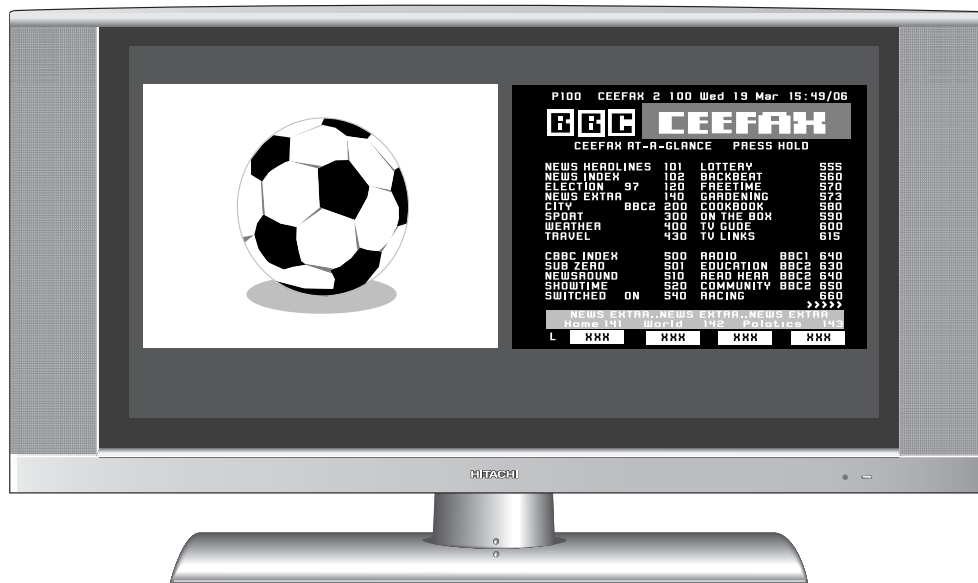 P100 CEEFAX 2 100 Wed 19 Mar 15:49/06
BBC CEEFAX
CEEFAX AT-A-GLANCE PRESS HOLD
NEWS HEADLINES 101 LOTTERY 555
NEWS INDEX 102 BACKBEAT 560
ELECTION 97 120 FREETIME 570
NEWS EXTRA 140 GARDENING 573
CITY BBC2 200 COOKBOOK 580
SPORT 300 ON THE BOX 590
WEATHER 400 TV GUDE 600
TRAVEL 430 TV LINKS 615
CBBC INDEX 500 RADIO BBC1 640
SUB ZERO 501 EDUCATION BBC2 630
NEWSROUND 510 READ HEAR BBC2 640
SHOWTIME 520 COMMUNITY BBC2 650
SWITCHED ON 540 RACING 660
>>>>>
NEWS EXTRA..NEWS EXTRA..NEWS EXTRA
Home 141 World 142 Polotics 143
L XXX XXX XXX XXX
HITACHI